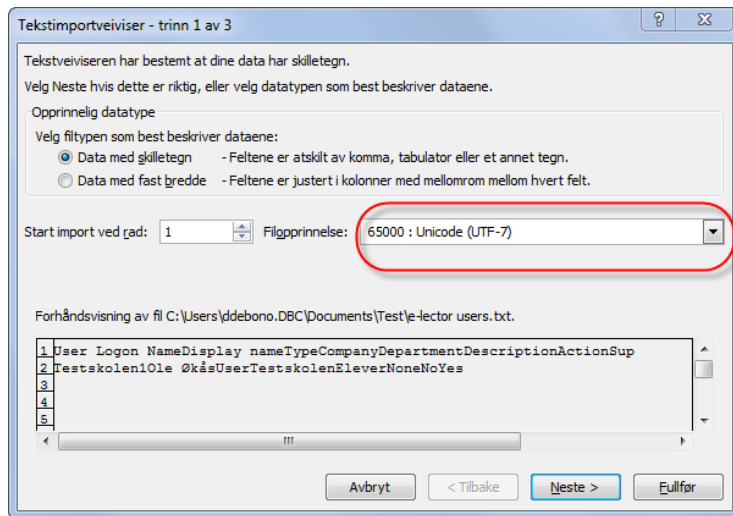 Tekstimportveiviser - trinn 1 av 3
Tekstveiviseren har bestemt at dine data har skilletegn.
Velg Neste hvis dette er riktig, eller velg datatypen som best beskriver dataene.
Opprinnelig datatype
Velg filtypen som best beskriver dataene:
Data med skilletegn - Feltene er atskilt av komma, tabulator eller et annet tegn.
Data med fast bredde - Feltene er justert i kolonner med mellomrom mellom hvert felt.
Start import ved rad: 1 Filopprinnelse: 65000 : Unicode (UTF-7)
Forhåndsvisning av fil C:\Users\ddebono.DBC\Documents\Test\e-lector users.txt.
1 User Logon NameDisplay nameTypeCompanyDepartmentDescriptionActionSup
2 Testskolen1Ole ØkåsUserTestskolenEleverNoneNoYes
3
4
5
Avbryt < Tilbake Neste > Fullfør